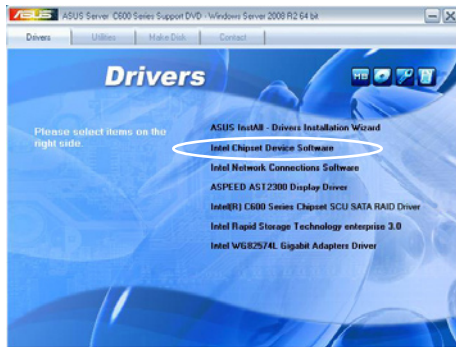 ASUS ASUS Server C600 Series Support DVD - Windows Server 2008 R2 64 bit
Drivers Utilities Make Disk Contact
Drivers
MB
Please select items on the
right side.
ASUS InstAll - Drivers Installation Wizard
Intel Chipset Device Software
Intel Network Connections Software
ASPEED AST2300 Display Driver
Intel(R) C600 Series Chipset SCU SATA RAID Driver
Intel Rapid Storage Technology enterprise 3.0
Intel WG82574L Gigabit Adapters Driver